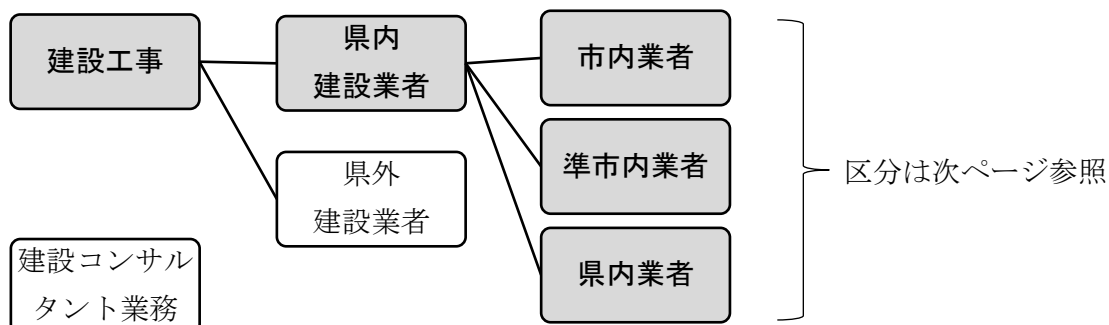 建設工事
県内
建設業者
市内業者
準市内業者
区分は次ページ参照
県外
建設業者
県内業者
建設コンサル
タント業務